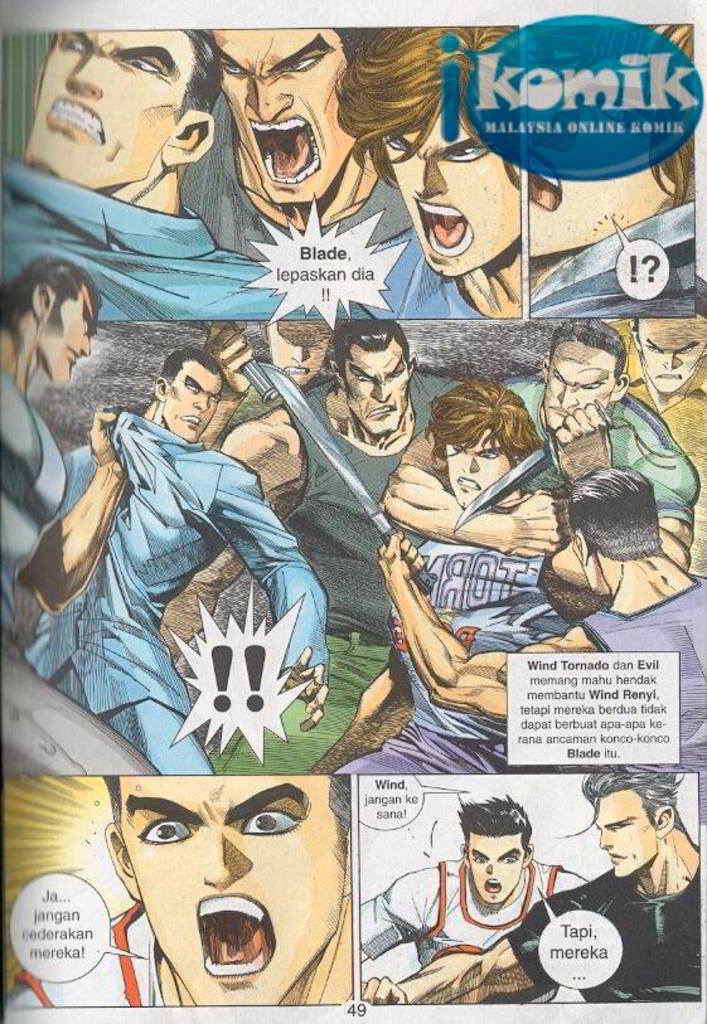 ikomik
MALAYSIA ONLINE KOMIK
Blade,
lepaskan dia
!!
!?
!!
Wind Tornado dan Evil
memang mahu hendak
membantu Wind Renyi,
tetapi mereka berdua tidak
dapat berbuat apa-apa ke-
rana ancaman konco-konco
Blade itu.
Ja...
jangan
cederakan
mereka!
Wind,
jangan ke
sana!
Tapi,
mereka
...
49